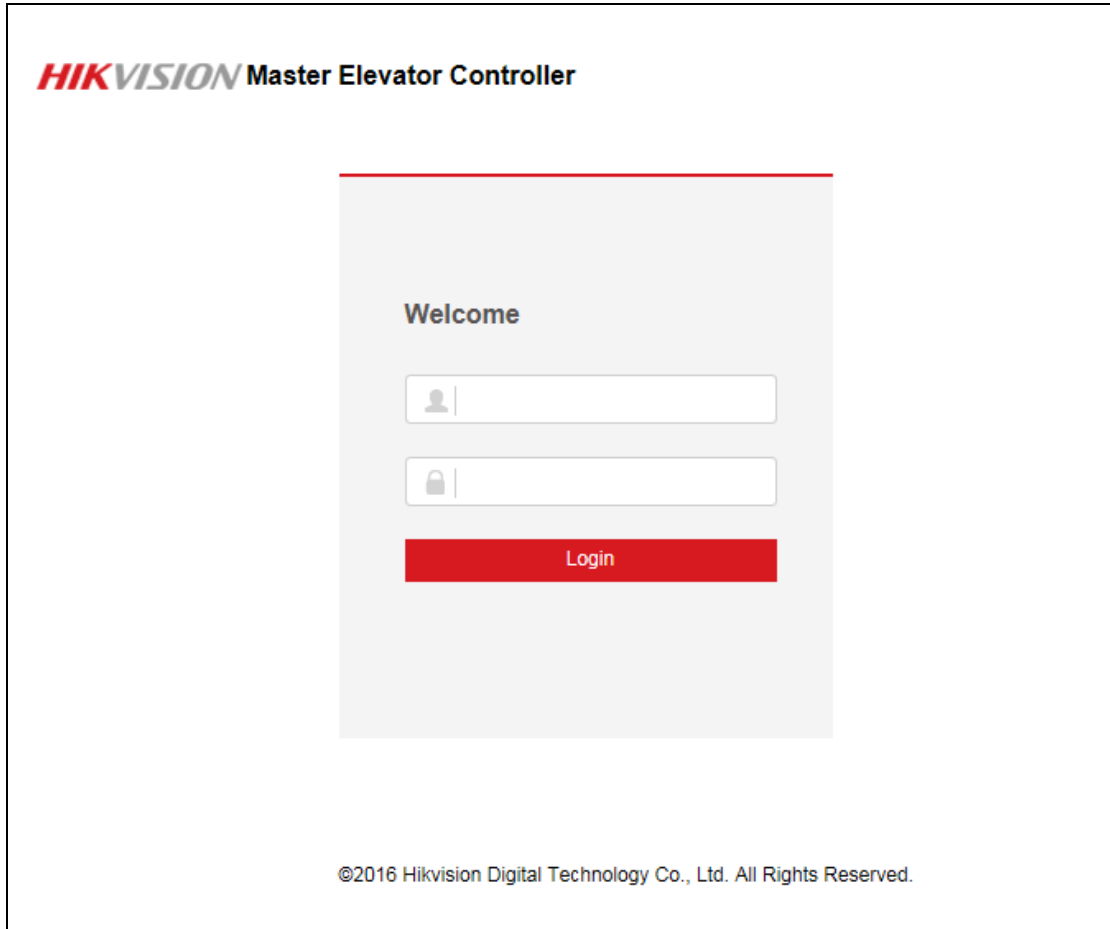 HIKVISION Master Elevator Controller
Welcome
Login
©2016 Hikvision Digital Technology Co., Ltd. All Rights Reserved.